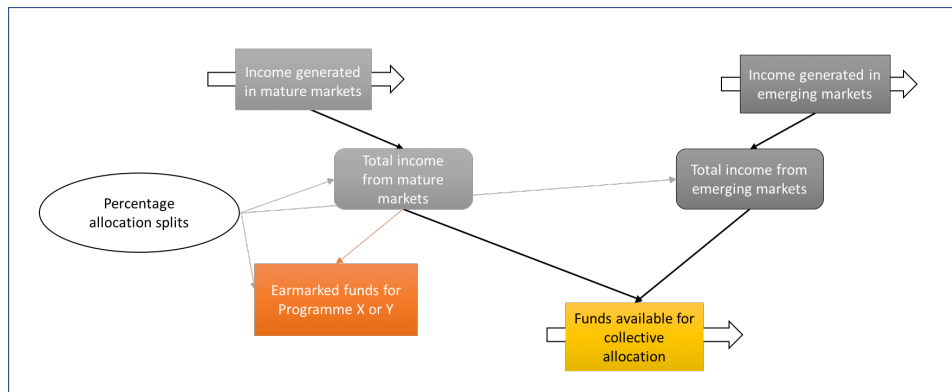 Income generated
in mature markets
Income generated in
emerging markets
Total income
from mature
markets
Total income from
emerging markets
Percentage
allocation splits
Earmarked funds for
Programme X or Y
Funds available for
collective
allocation